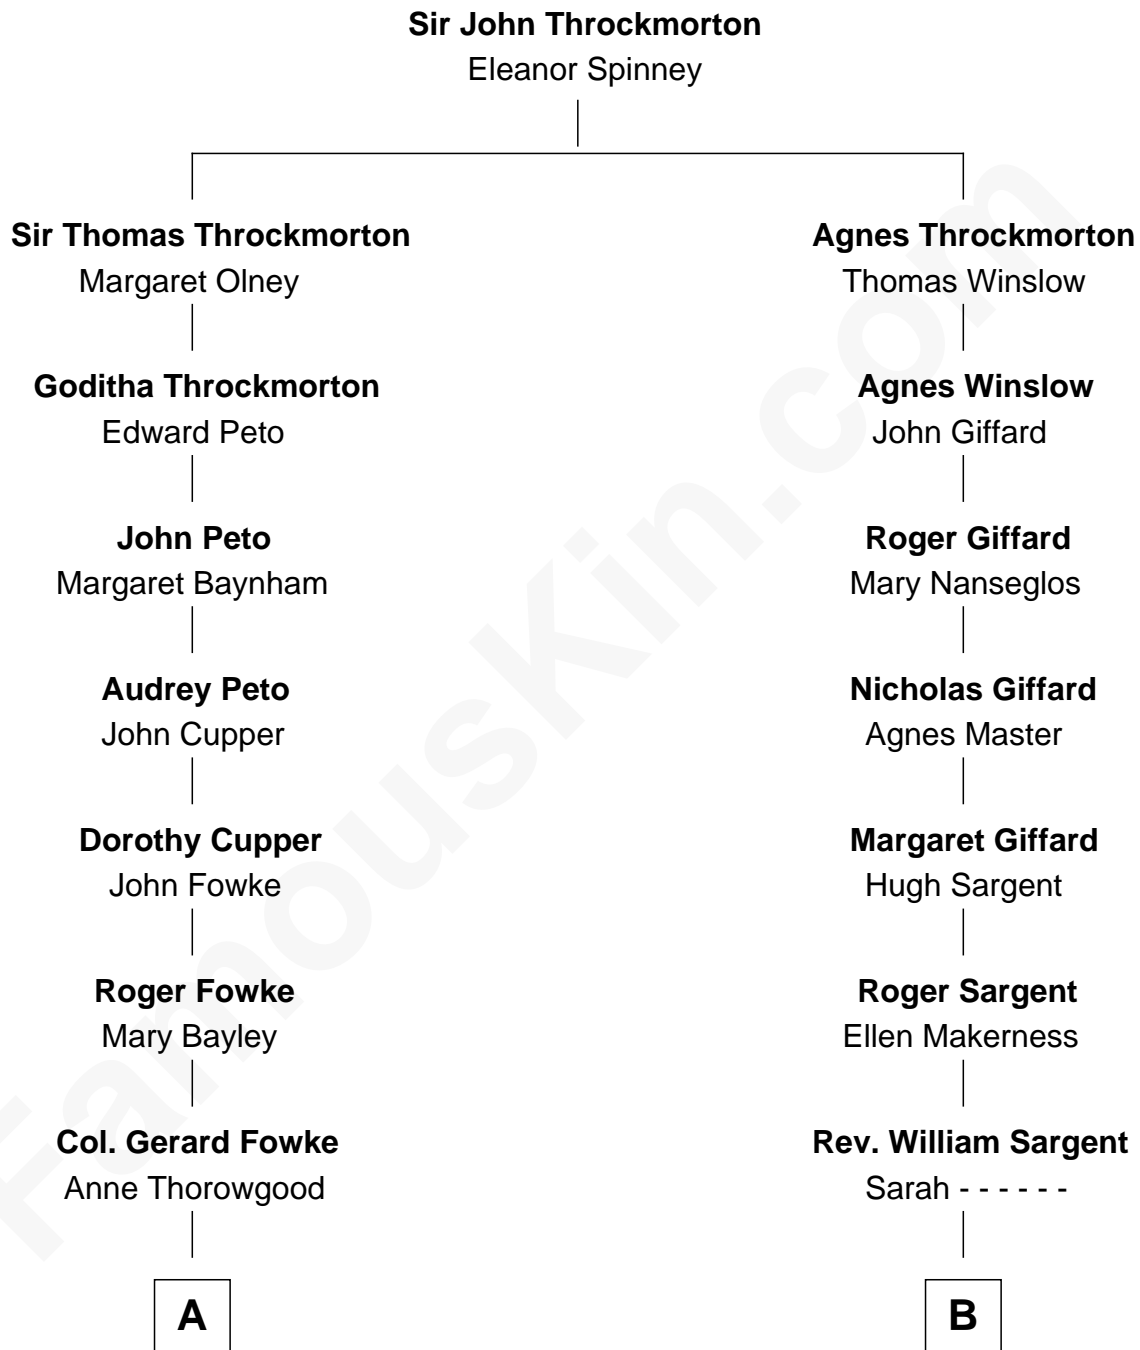 Sir John Throckmorton
Eleanor Spinney
Sir Thomas Throckmorton
Margaret Olney
Agnes Throckmorton
Thomas Winslow
Goditha Throckmorton
Edward Peto
Agnes Winslow
John Giffard
John Peto
Margaret Baynham
Roger Giffard
Mary Nanseglos
Audrey Peto
John Cupper
Nicholas Giffard
Agnes Master
Dorothy Cupper
John Fowke
Margaret Giffard
Hugh Sargent
Roger Fowke
Mary Bayley
Roger Sargent
Ellen Makerness
Col. Gerard Fowke
Anne Thorowgood
Rev. William Sargent
Sarah - - - - - -
A
B
FamousKin.com